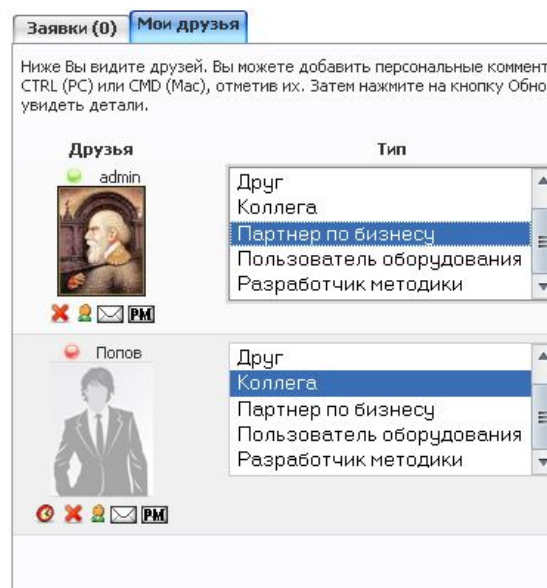 Заявки (0) Мои друзья
Ниже Вы видите друзей. Вы можете добавить персональные коммент
CTRL (PC) или CMD (Mac), отметив их. Затем нажмите на кнопку Обно
увидеть детали.
Друзья Тип
admin
Друг
Коллега
Партнер по бизнесу
Пользователь оборудования
Разработчик методики
PM
Попов
Друг
Коллега
Партнер по бизнесу
Пользователь оборудования
Разработчик методики
PM